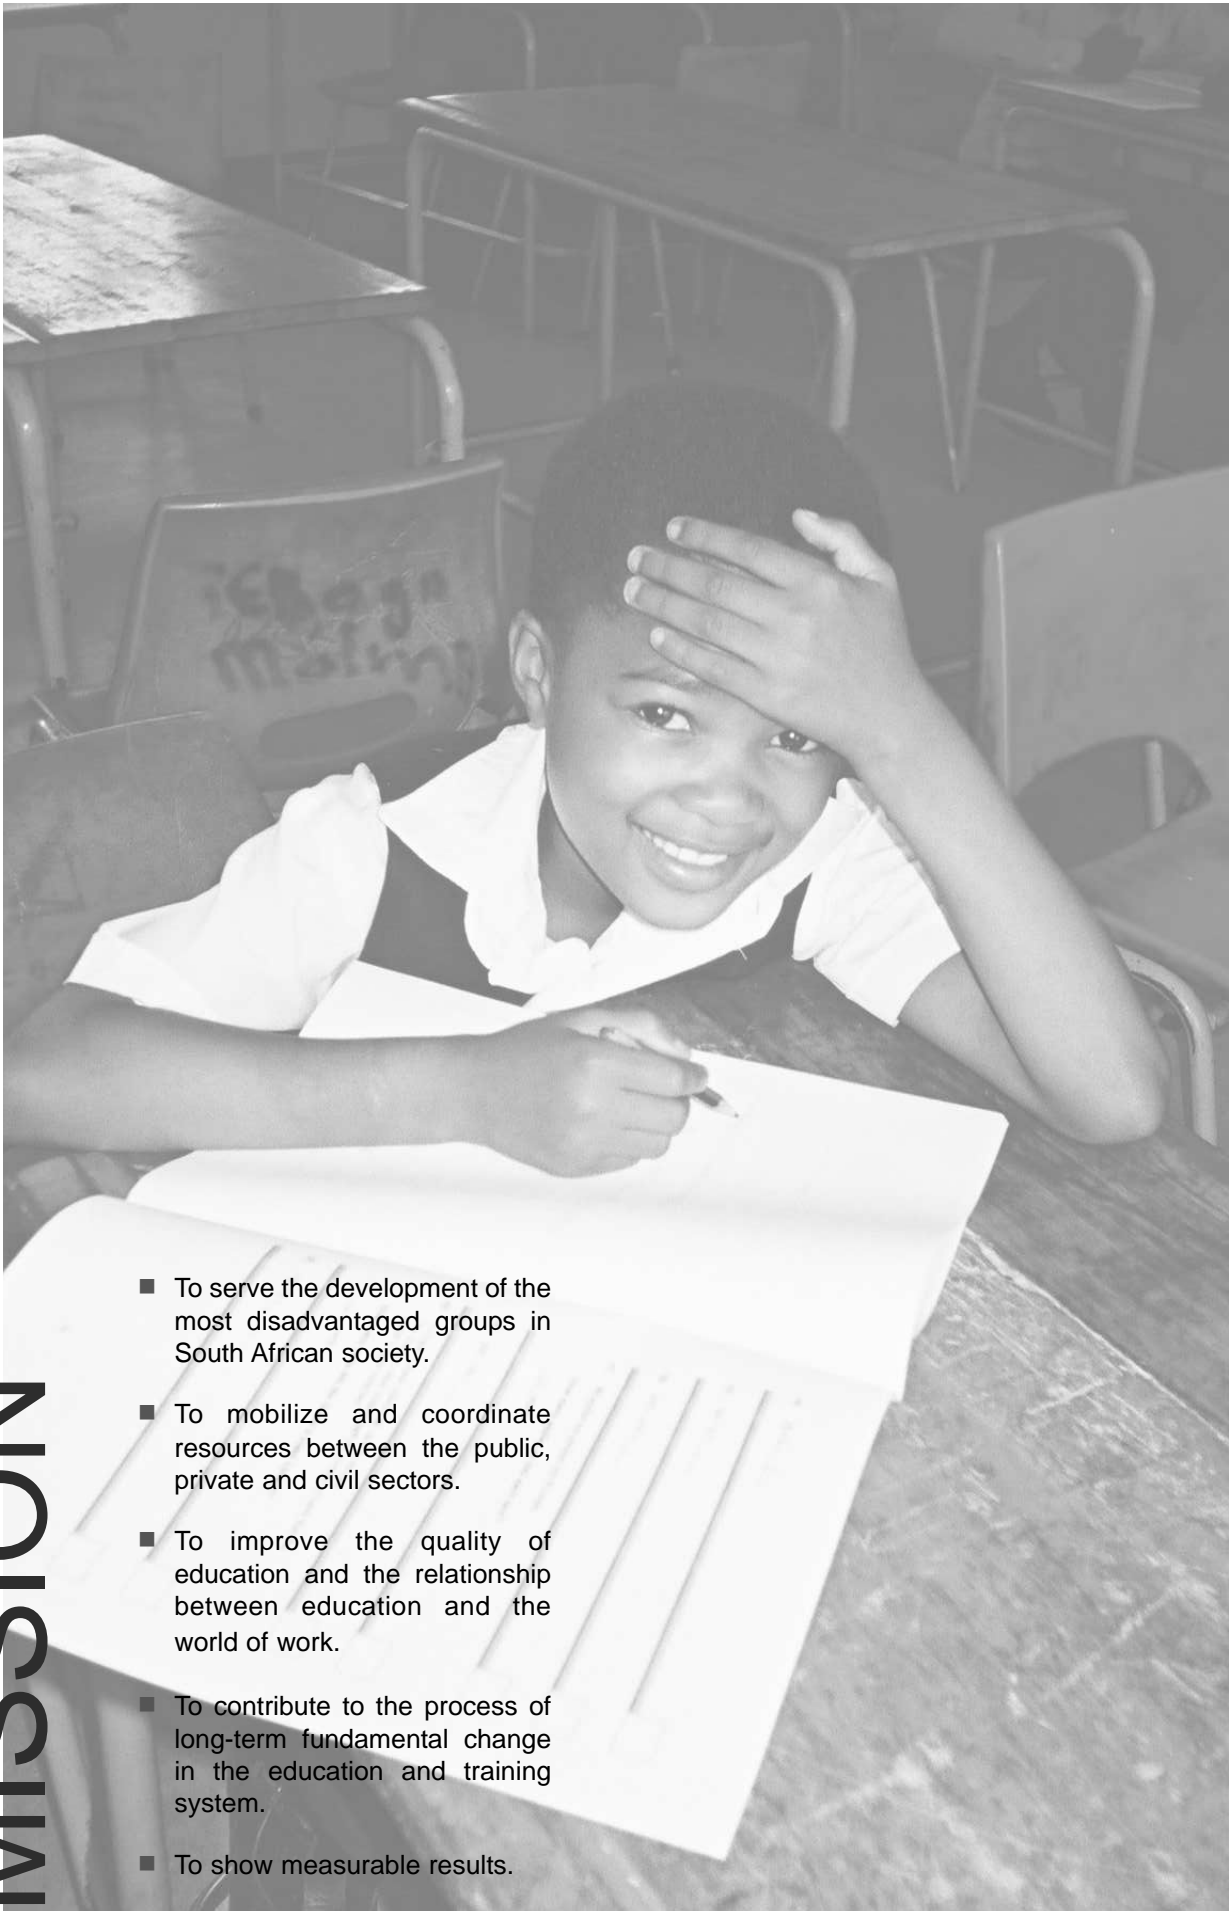 MISSION
To serve the development of the
most disadvantaged groups in
South African society.
To mobilize and coordinate
resources between the public,
private and civil sectors.
To improve the quality of
education and the relationship
between education and the
world of work.
To contribute to the process of
long-term fundamental change
in the education and training
system.
To show measurable results.